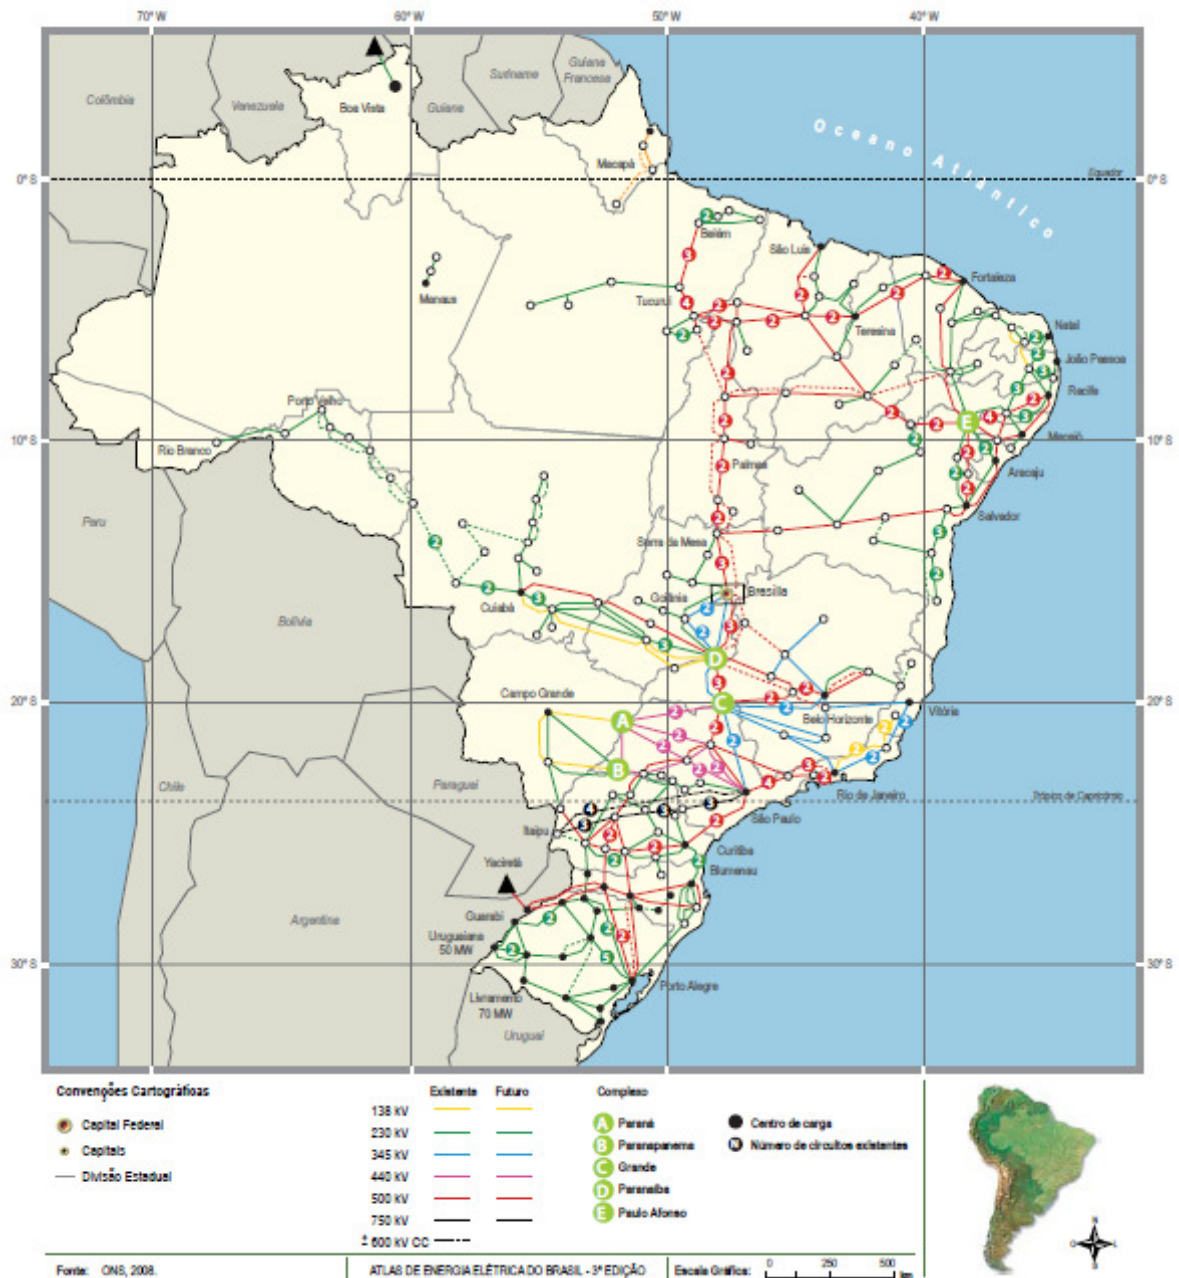 70° W 60° W 50° W 40° W
Colômbia
Venezuela
Suriname
Guiana Francesa
Guiana
Boa Vista
Macapá
Oceano Atlântico
Equador
0° S 0° S
Belém
São Luís
Fortaleza
Manaus
Tucuruí
Teresina
Natal
João Pessoa
Recife
Porto Velho
Rio Branco
Maceió
10° S 10° S
Palmas
Aracaju
Salvador
Peru
Serra da Mesa
Brasília
Goiânia
Cuiabá
Bolívia
D
Campo Grande
20° S 20° S
A
C
Belo Horizonte
Vitória
B
E
Chile
Paraguai
Rio de Janeiro
Trópico de Capricórnio
São Paulo
Itaipu
Curitiba
Yaciretá
Blumenau
Argentina
Guarabi
Uruguaiana
50 MW
30° S 30° S
Porto Alegre
Livramento
70 MW
Uruguai
Convenções Cartográficas
Capital Federal
Capitais
Divisão Estadual
Existente Futuro
138 kV
230 kV
345 kV
440 kV
500 kV
750 kV
± 600 kV CC
Complexo
A Paraná
B Paranapanema
C Grande
D Paranaíba
E Paulo Afonso
Centro de carga
N Número de circuitos existentes
N
O L
S
Fonte: ONS, 2008.
ATLAS DE ENERGIA ELÉTRICA DO BRASIL - 3ª EDIÇÃO
Escala Gráfica: 0 250 500
km